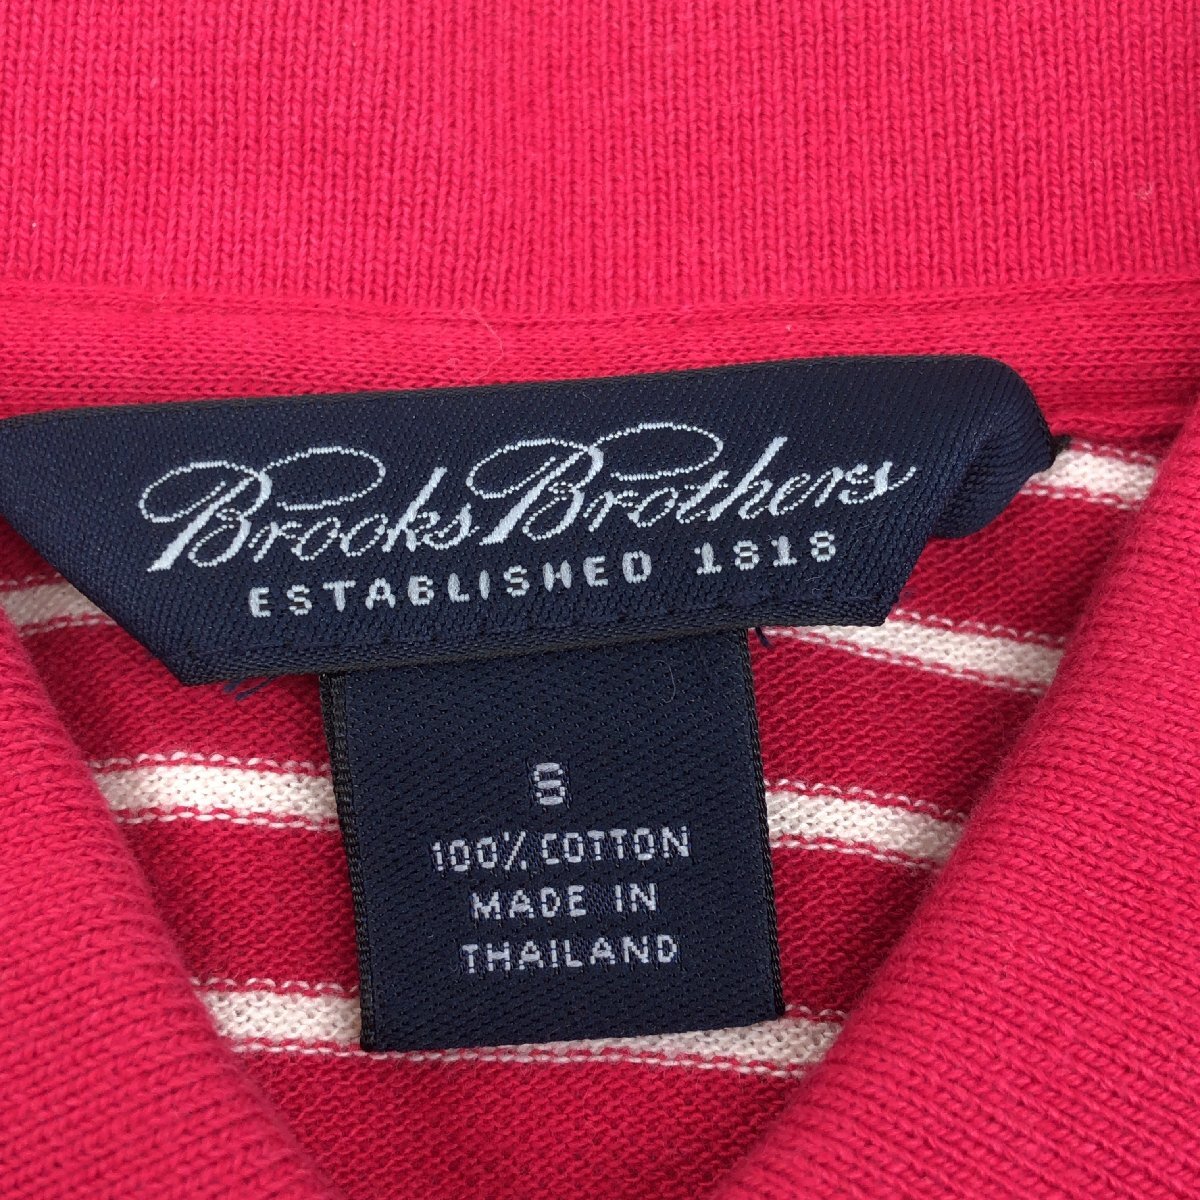 Brooks Brothers
ESTABLISHED 1818
S
100% COTTON
MADE IN
THAILAND